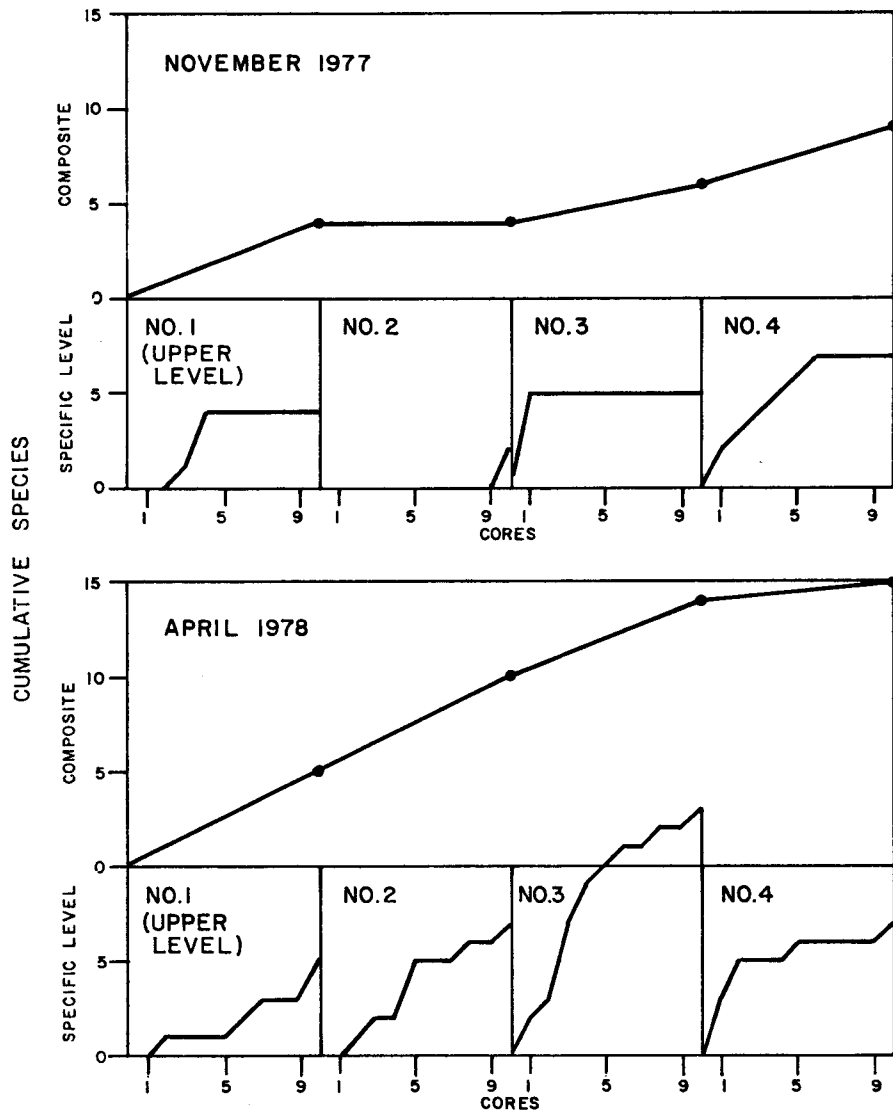 CUMULATIVE SPECIES
COMPOSITE
15
10
5
0
NOVEMBER 1977
SPECIFIC LEVEL
5
0
NO. 1
(UPPER
LEVEL)
NO. 2
NO. 3
NO. 4
1 5 9 1 5 9 1 5 9 1 5 9
CORES
COMPOSITE
15
10
5
0
APRIL 1978
SPECIFIC LEVEL
5
0
NO. 1
(UPPER
LEVEL)
NO. 2
NO. 3
NO. 4
1 5 9 1 5 9 1 5 9 1 5 9
CORES